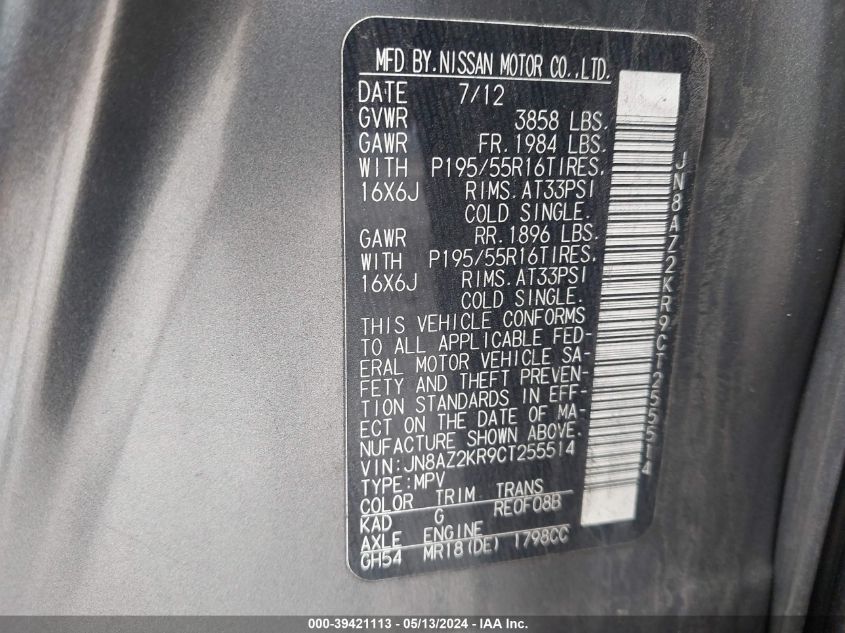 MFD BY.NISSAN MOTOR CO.,LTD.
DATE 7/12
GVWR 3858 LBS.
GAWR FR.1984 LBS.
WITH P195/55R16TIRES.
16X6J RIMS.AT33PSI
COLD SINGLE.
GAWR RR.1896 LBS.
WITH P195/55R16TIRES.
16X6J RIMS.AT33PSI
COLD SINGLE.
THIS VEHICLE CONFORMS
TO ALL APPLICABLE FED-
ERAL MOTOR VEHICLE SA-
FETY AND THEFT PREVEN-
TION STANDARDS IN EFF-
ECT ON THE DATE OF MA-
NUFACTURE SHOWN ABOVE.
VIN:JN8AZ2KR9CT255514
TYPE:MPV
COLOR TRIM TRANS
KAD G RE0F08B
AXLE ENGINE
GH54 MR18(DE) 1798CC
JN8AZ2KR9CT255514
000-39421113 - 05/13/2024 - IAA Inc.